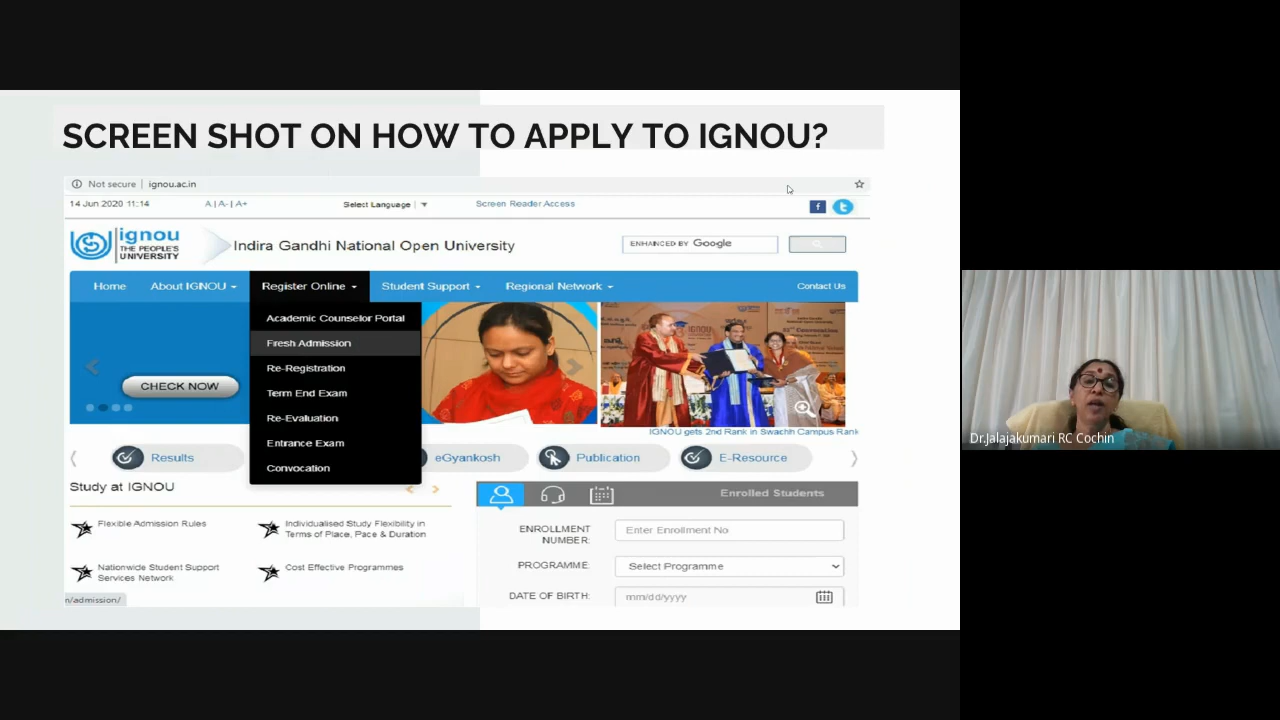 SCREEN SHOT ON HOW TO APPLY TO IGNOU?
Not secure | ignou.ac.in
14 Jun 2020 11:14
A | A- | A+
Select Language | ▼
Screen Reader Access
ignou
THE PEOPLE'S
UNIVERSITY
Indira Gandhi National Open University
ENHANCED BY Google
Home
About IGNOU
Register Online
Student Support
Regional Network
Contact Us
Academic Counselor Portal
Fresh Admission
Re-Registration
Term End Exam
Re-Evaluation
Entrance Exam
Convocation
CHECK NOW
IGNOU gets 2nd Rank in Swachh Campus Rank
Results
eGyankosh
Publication
E-Resource
Study at IGNOU
Flexible Admission Rules
Individualised Study Flexibility in
Terms of Place, Pace & Duration
Nationwide Student Support
Services Network
Cost Effective Programmes
Enrolled Students
ENROLLMENT
NUMBER:
Enter Enrollment No
PROGRAMME:
Select Programme
DATE OF BIRTH:
mm/dd/yyyy
n/admission/
Dr.Jalajakumari RC Cochin